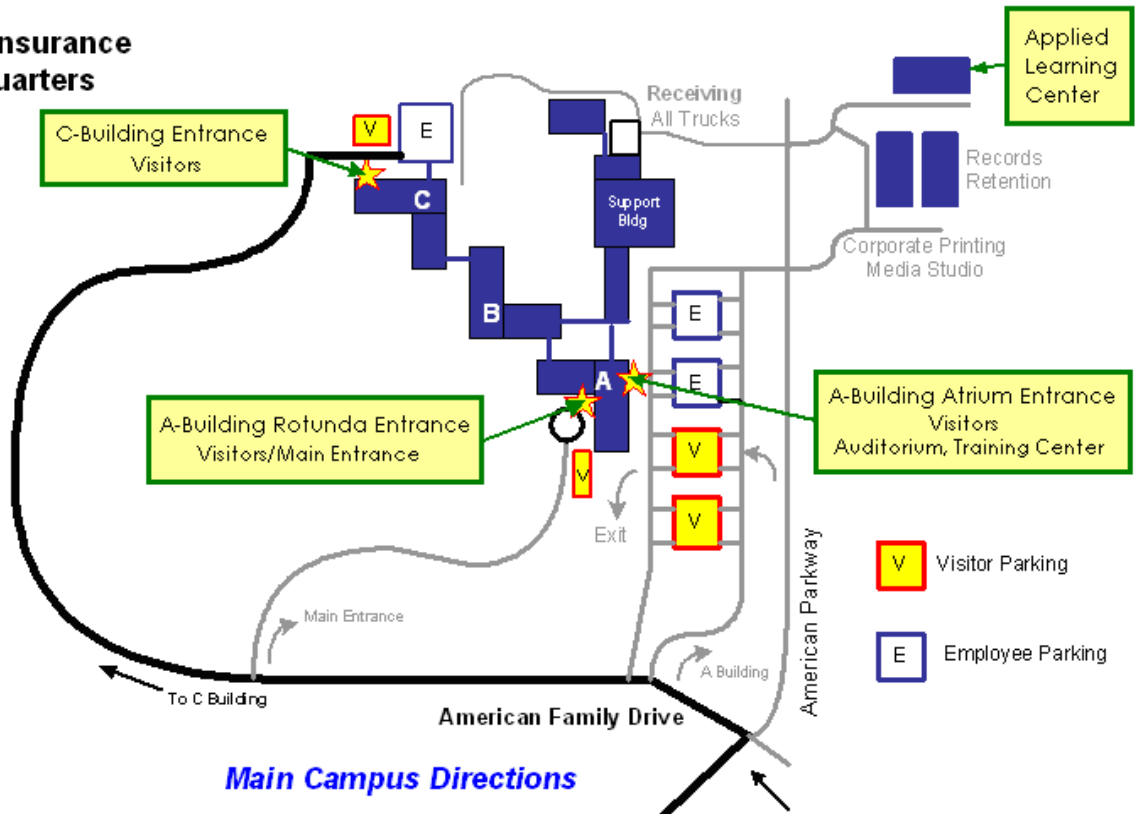 nsurance
uarters
Applied
Learning
Center
Receiving
All Trucks
C-Building Entrance
Visitors
V
E
C
Records
Retention
Support
Bldg
Corporate Printing
Media Studio
B
E
A
E
A-Building Rotunda Entrance
Visitors/Main Entrance
A-Building Atrium Entrance
Visitors
Auditorium, Training Center
V
V
V
Exit
American Parkway
V Visitor Parking
Main Entrance
E Employee Parking
A Building
To C Building
American Family Drive
Main Campus Directions